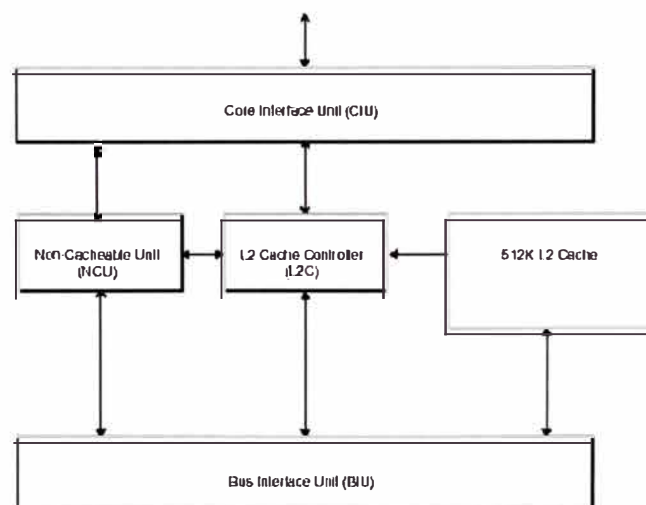 Core Interface Unit (CIU)
Non-Cacheable Unit
(NCU)
L2 Cache Controller
(L2C)
512K L2 Cache
Bus Interface Unit (BIU)